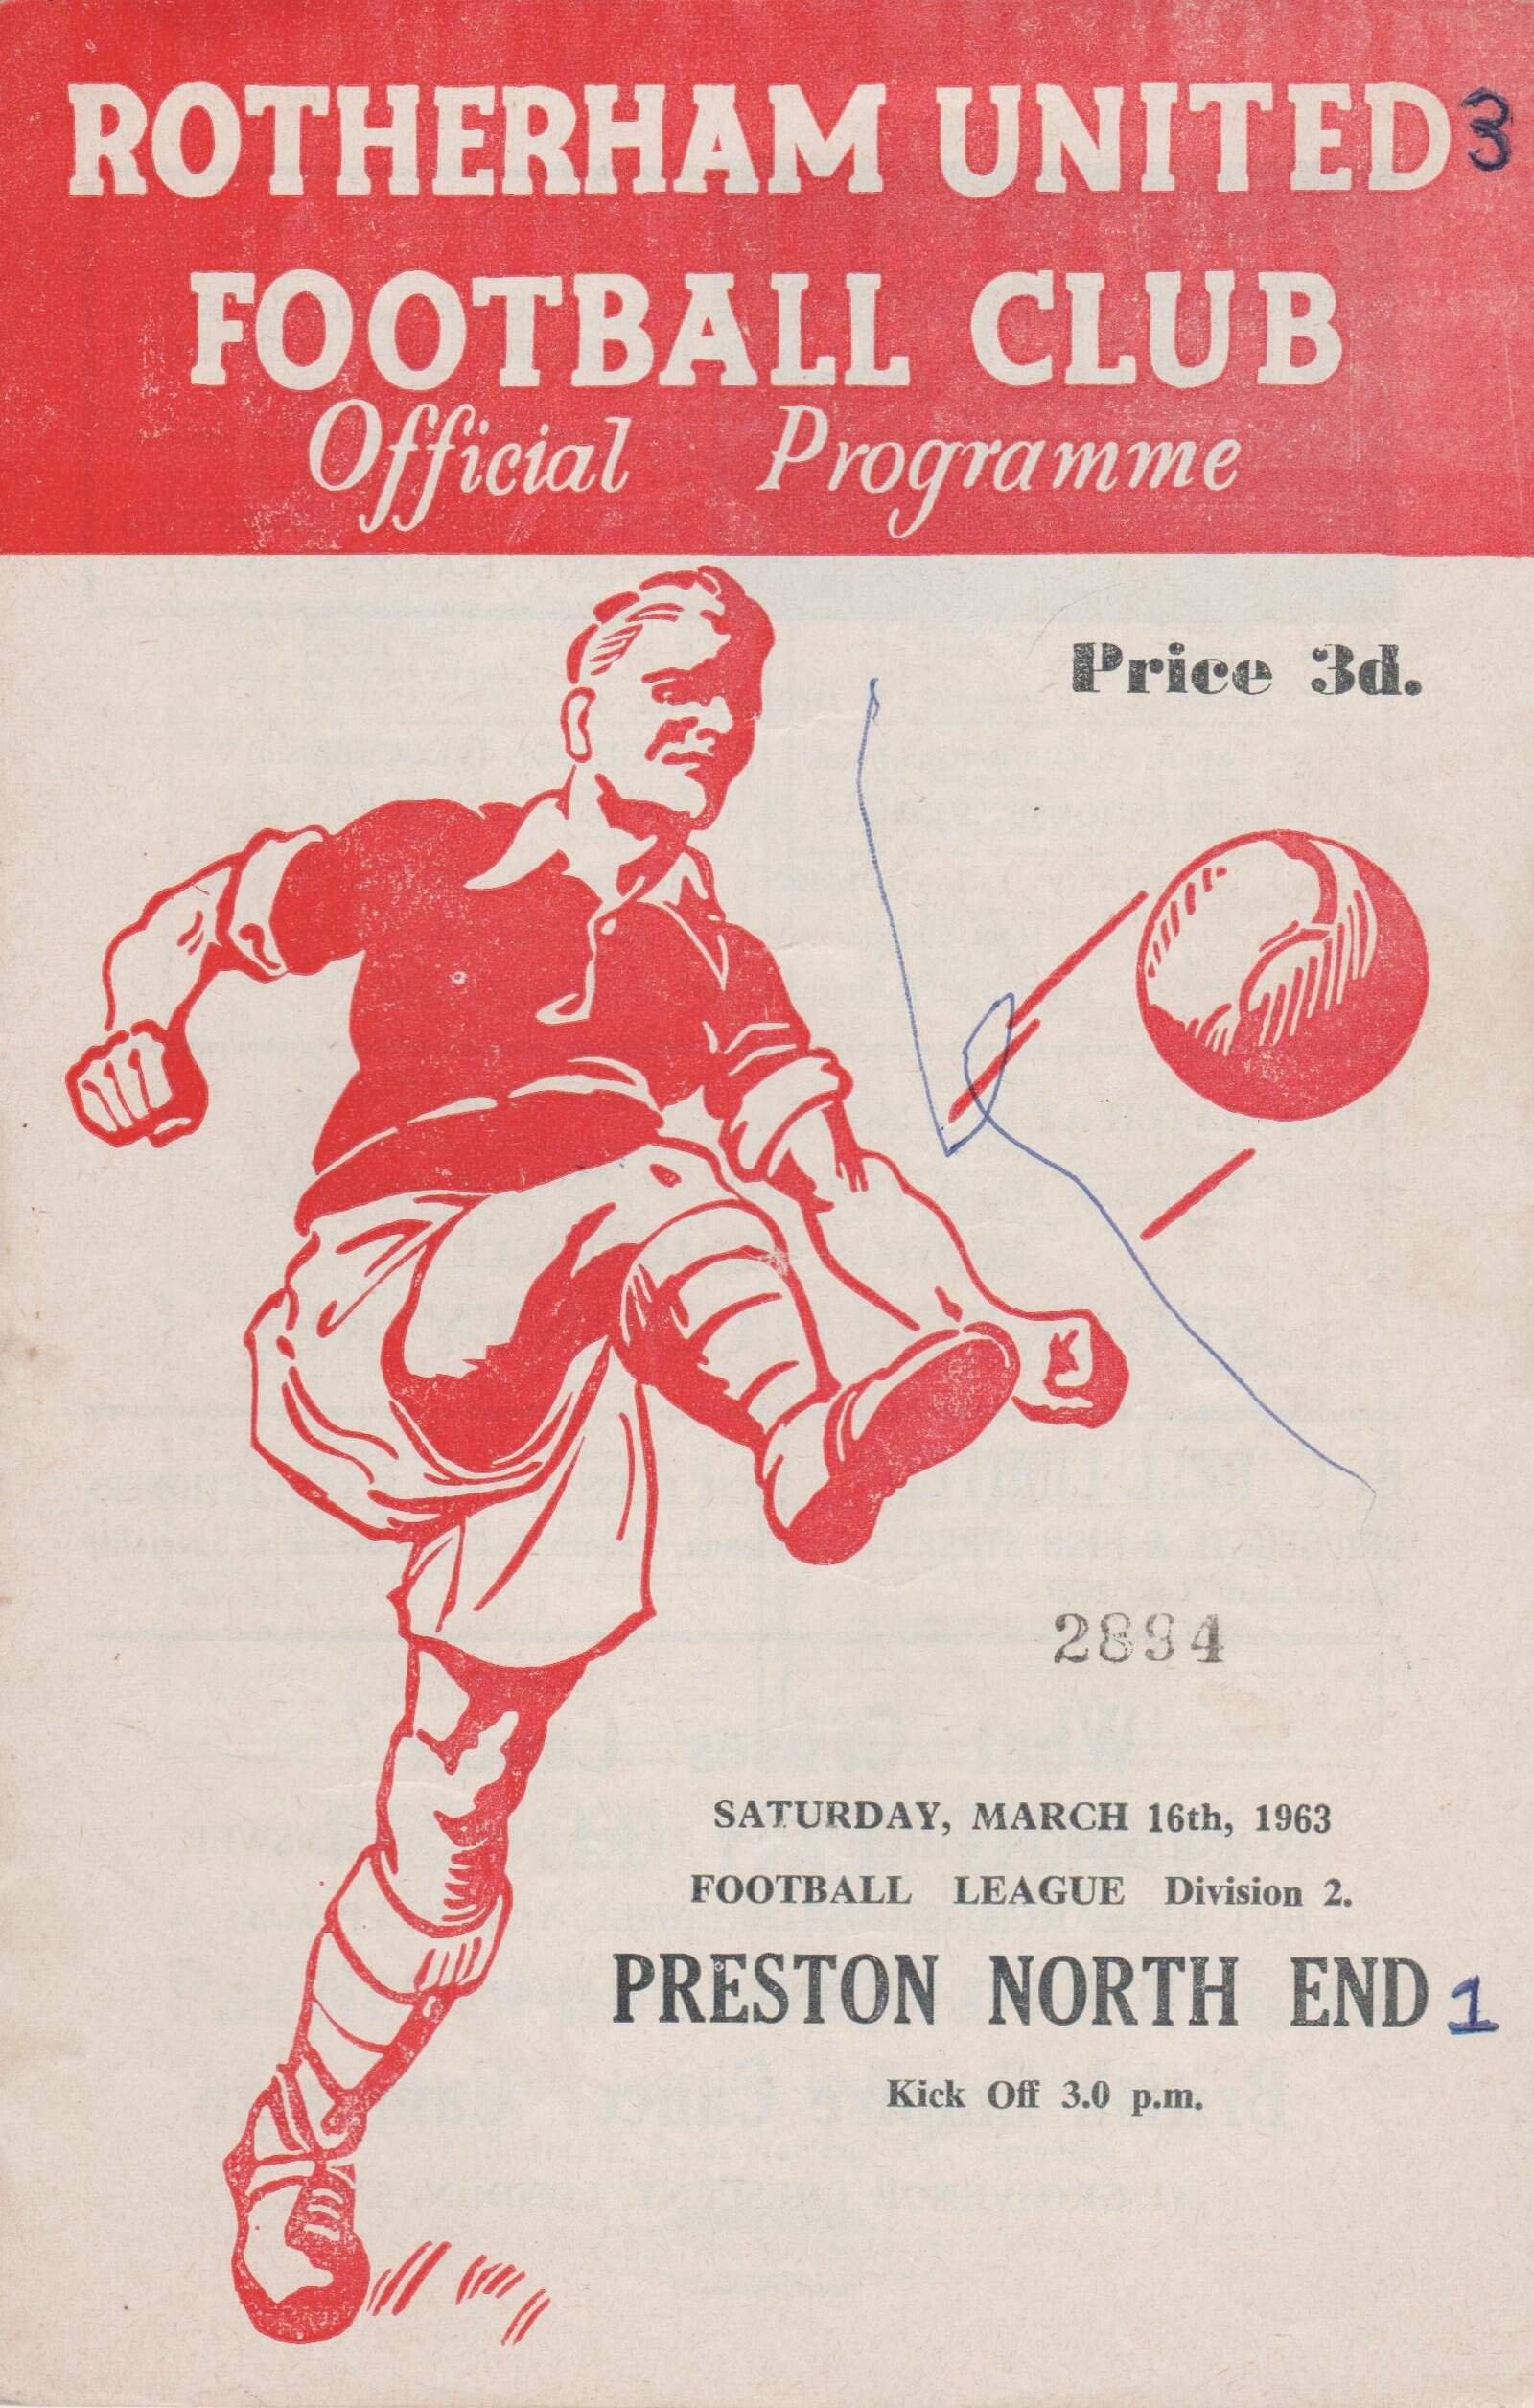 ROTHERHAM UNITED 3
FOOTBALL CLUB
Official Programme
Price 3d.
2894
SATURDAY, MARCH 16th, 1963
FOOTBALL LEAGUE Division 2.
PRESTON NORTH END 1
Kick Off 3.0 p.m.